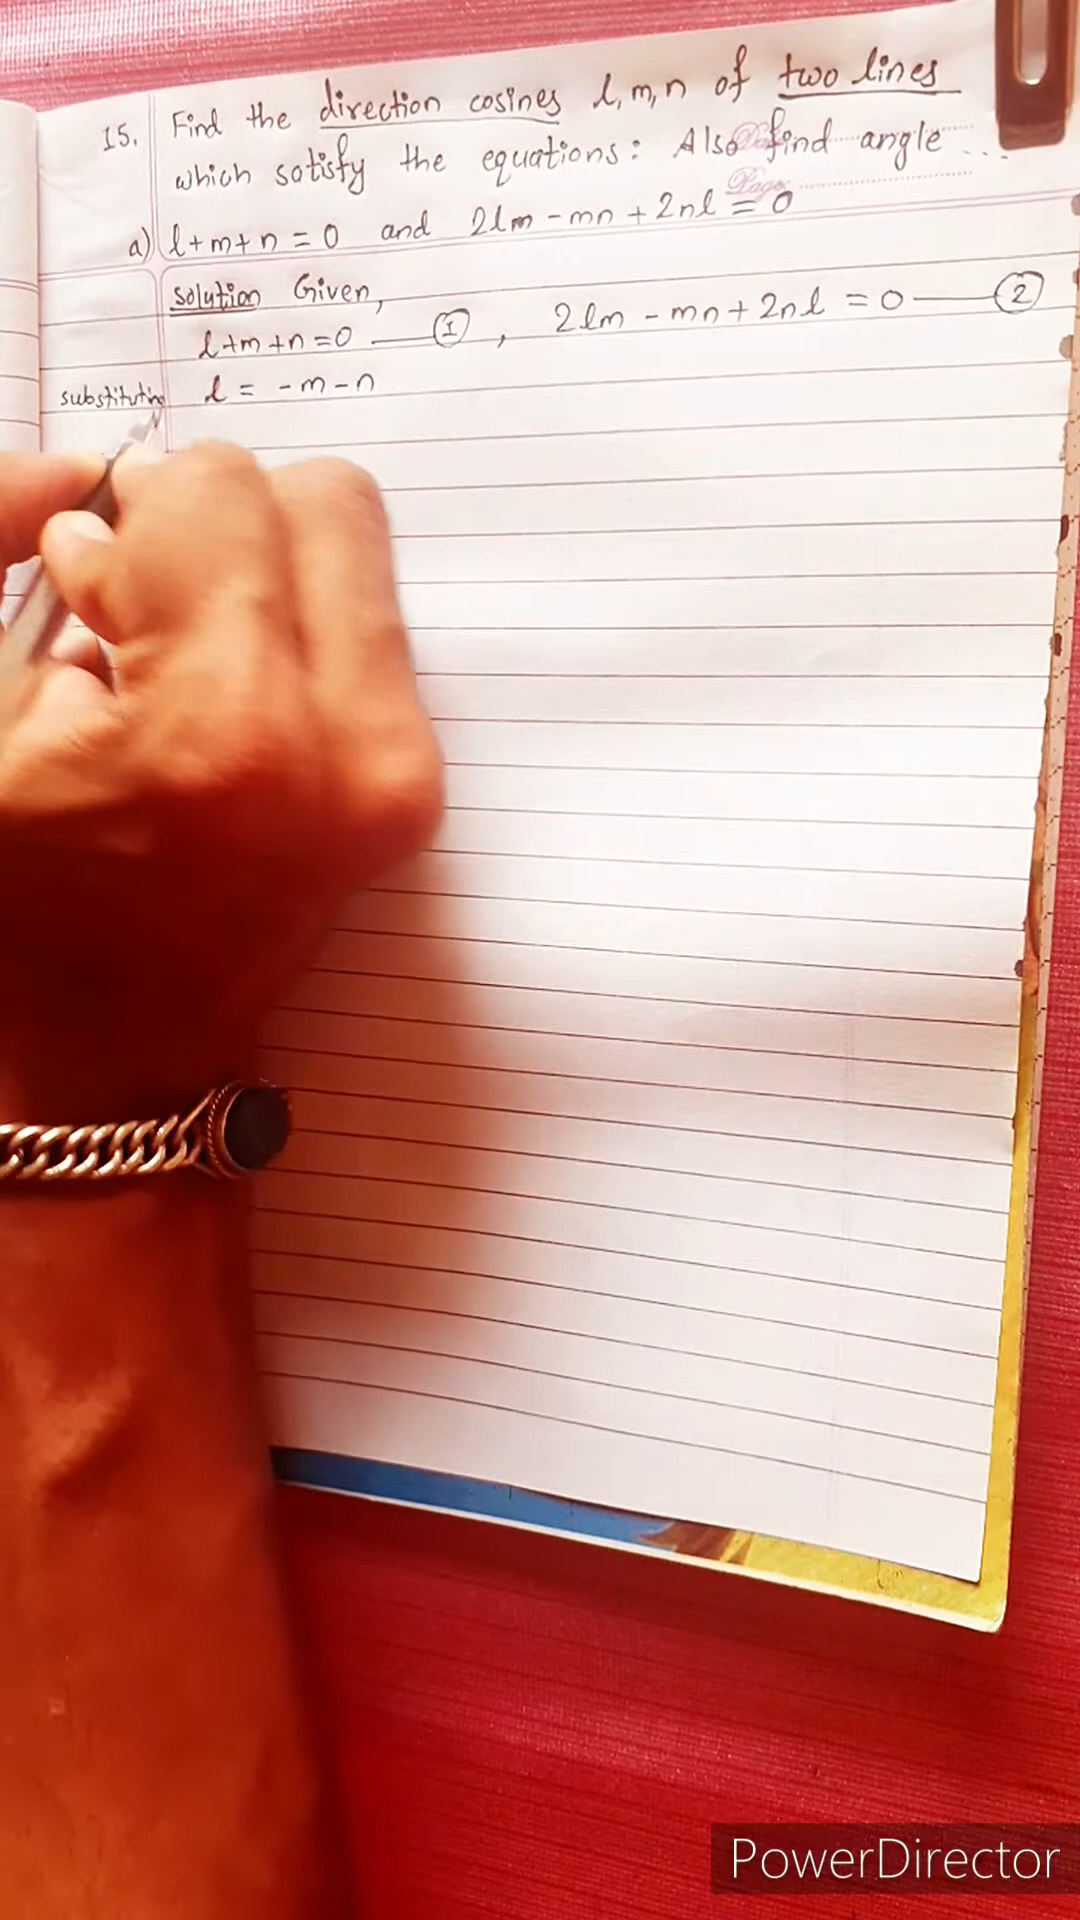 15. Find the direction cosines l, m, n of two lines
which satisfy the equations: Also find angle ...
Page
a) l+m+n = 0 and 2lm - mn + 2nl = 0
Solution Given,
l+m+n=0 ——— ①, 2lm - mn + 2nl = 0 ——— ②
substituting l = -m-n
PowerDirector